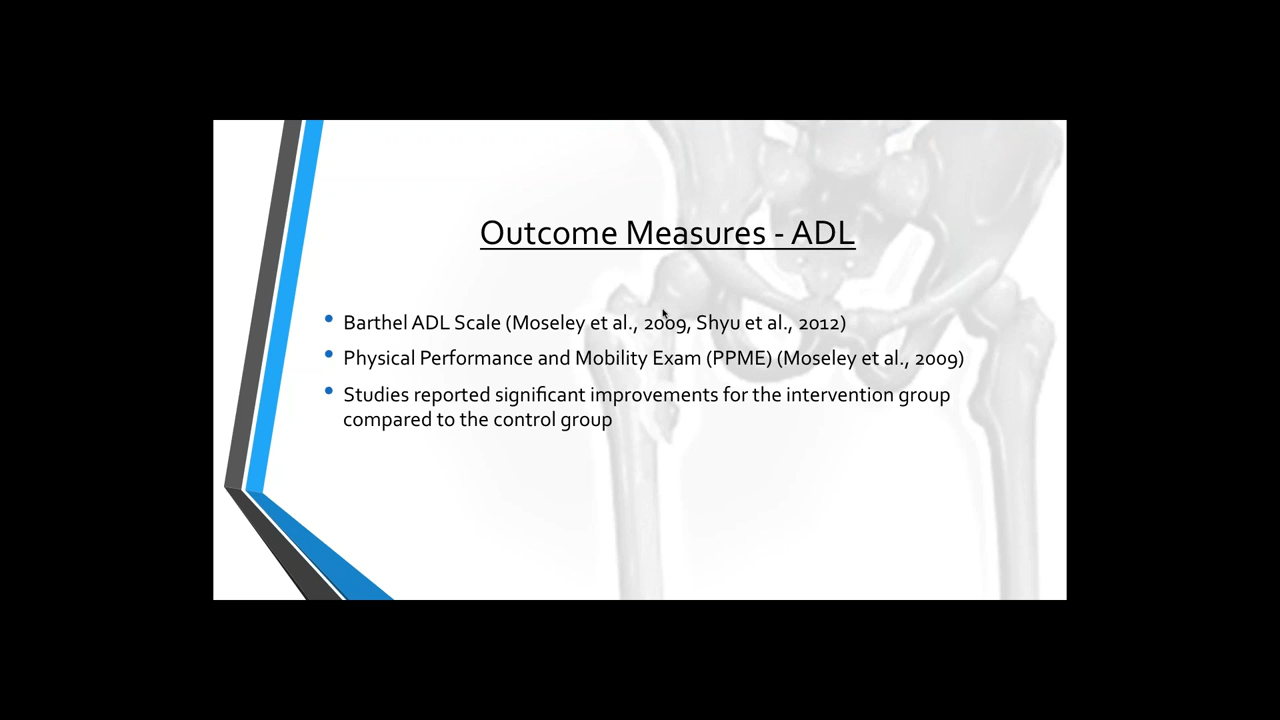 Outcome Measures - ADL
• Barthel ADL Scale (Moseley et al., 2009, Shyu et al., 2012)
• Physical Performance and Mobility Exam (PPME) (Moseley et al., 2009)
• Studies reported significant improvements for the intervention group
compared to the control group